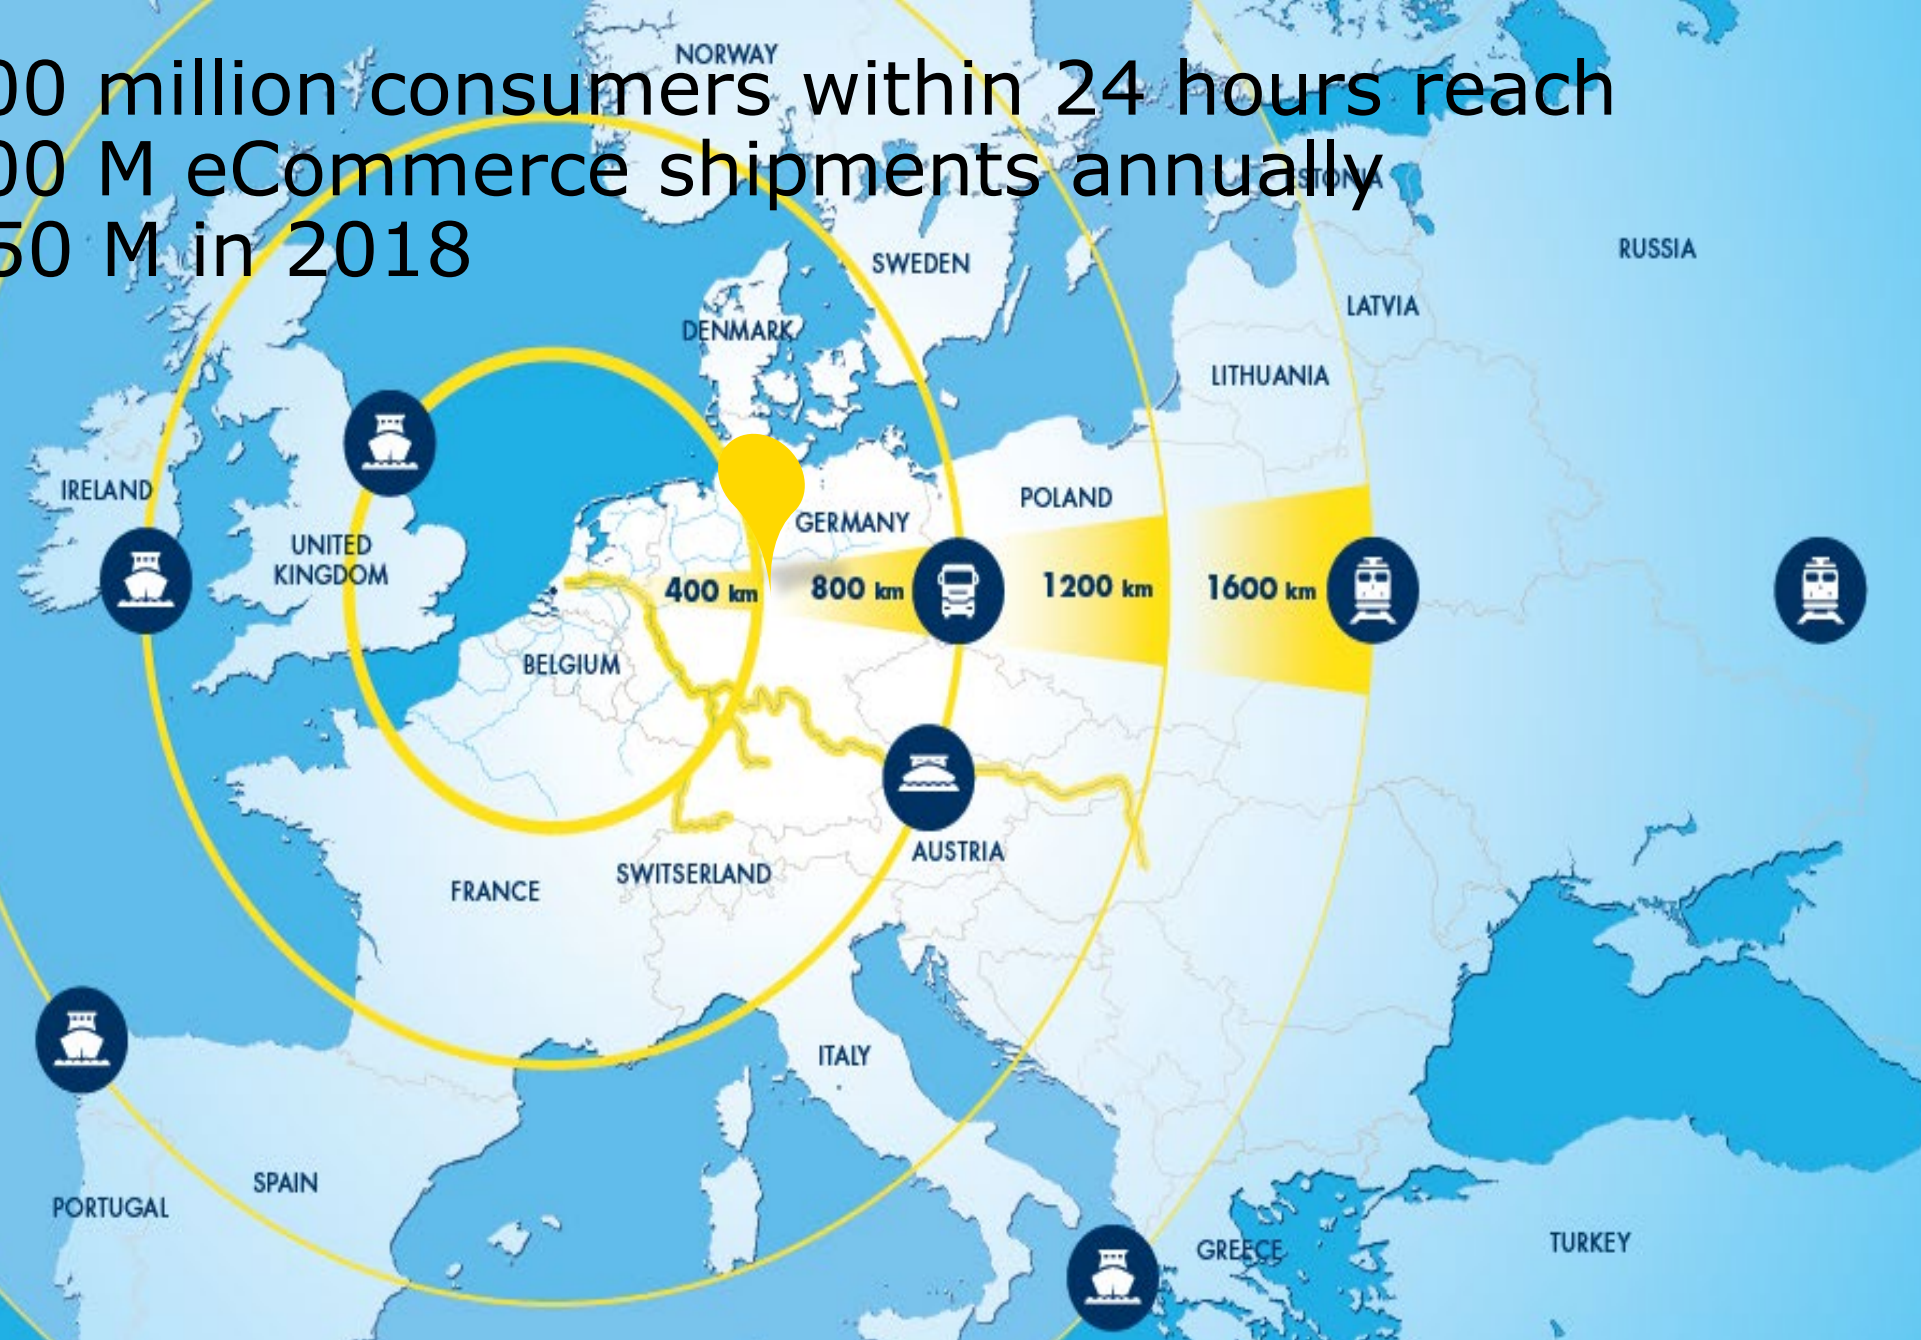 00 million consumers within 24 hours reach
00 M eCommerce shipments annually
50 M in 2018
NORWAY
ESTONIA
RUSSIA
SWEDEN
LATVIA
DENMARK
LITHUANIA
IRELAND
POLAND
GERMANY
UNITED
KINGDOM
400 km
800 km
1200 km
1600 km
BELGIUM
AUSTRIA
SWITSERLAND
FRANCE
ITALY
SPAIN
PORTUGAL
GREECE
TURKEY